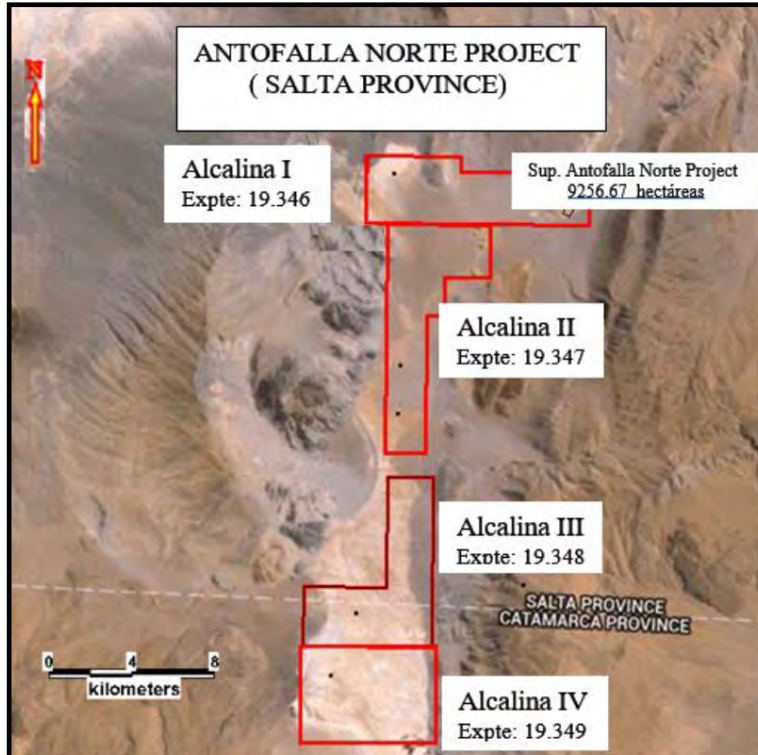 ANTOFALLA NORTE PROJECT
( SALTA PROVINCE)
N
Alcalina I
Expte: 19.346
Sup. Antofalla Norte Project
9256.67 hectáreas
Alcalina II
Expte: 19.347
Alcalina III
Expte: 19.348
SALTA PROVINCE
CATAMARCA PROVINCE
0 4 8
kilometers
Alcalina IV
Expte: 19.349